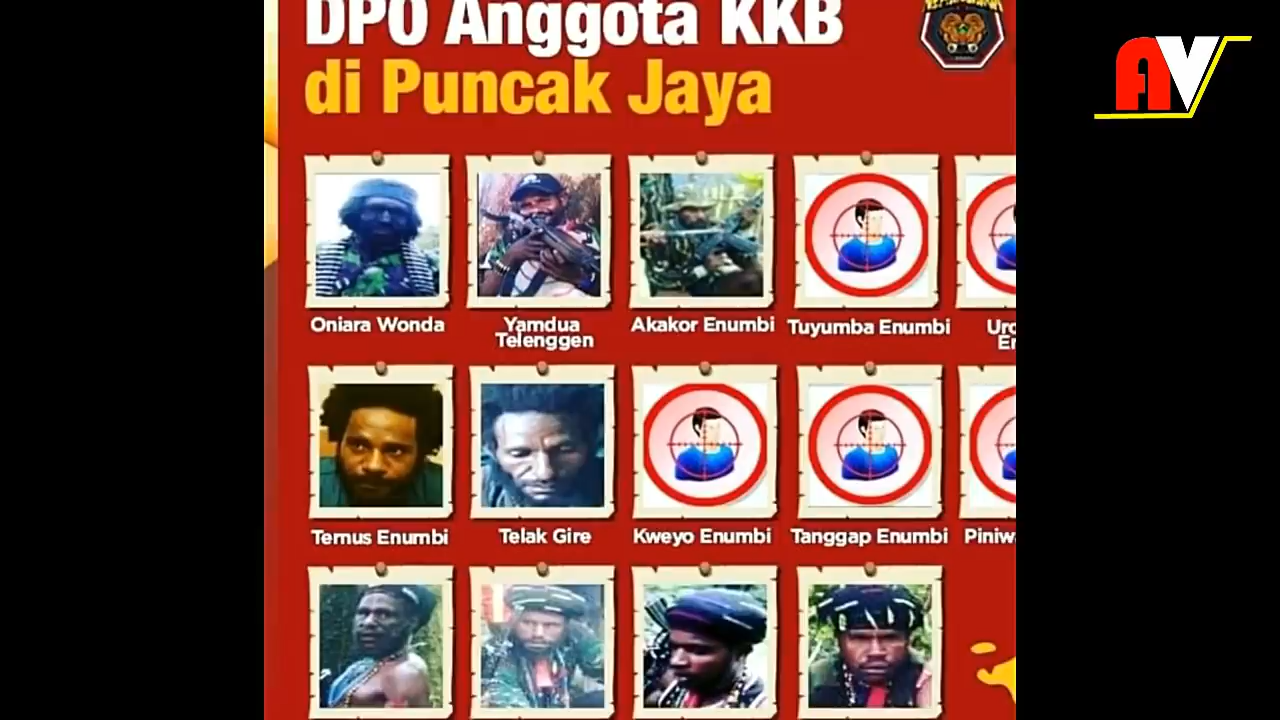 DPO Anggota KKB
di Puncak Jaya
AV
Oniara Wonda
Yamdua
Telenggen
Akakor Enumbi
Tuyumba Enumbi
Ternus Enumbi
Telak Gire
Kweyo Enumbi
Tanggap Enumbi